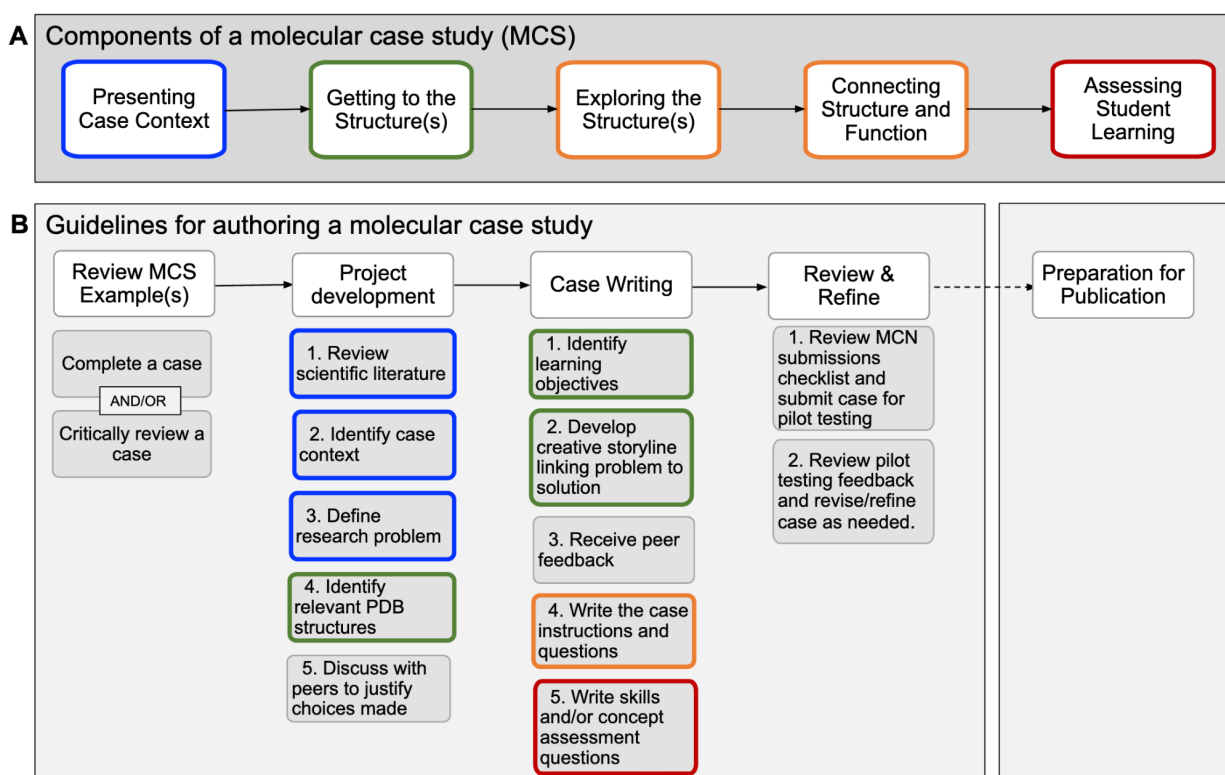 A
Components of a molecular case study (MCS)
Presenting
Case Context
Getting to the
Structure(s)
Exploring the
Structure(s)
Connecting
Structure and
Function
Assessing
Student
Learning
B
Guidelines for authoring a molecular case study
Review MCS
Example(s)
Complete a case
AND/OR
Critically review a
case
Project
development
1. Review
scientific literature
2. Identify case
context
3. Define
research problem
4. Identify
relevant PDB
structures
5. Discuss with
peers to justify
choices made
Case Writing
1. Identify
learning
objectives
2. Develop
creative storyline
linking problem to
solution
3. Receive peer
feedback
4. Write the case
instructions and
questions
5. Write skills
and/or concept
assessment
questions
Review &
Refine
1. Review MCN
submissions
checklist and
submit case for
pilot testing
2. Review pilot
testing feedback
and revise/refine
case as needed.
Preparation for
Publication